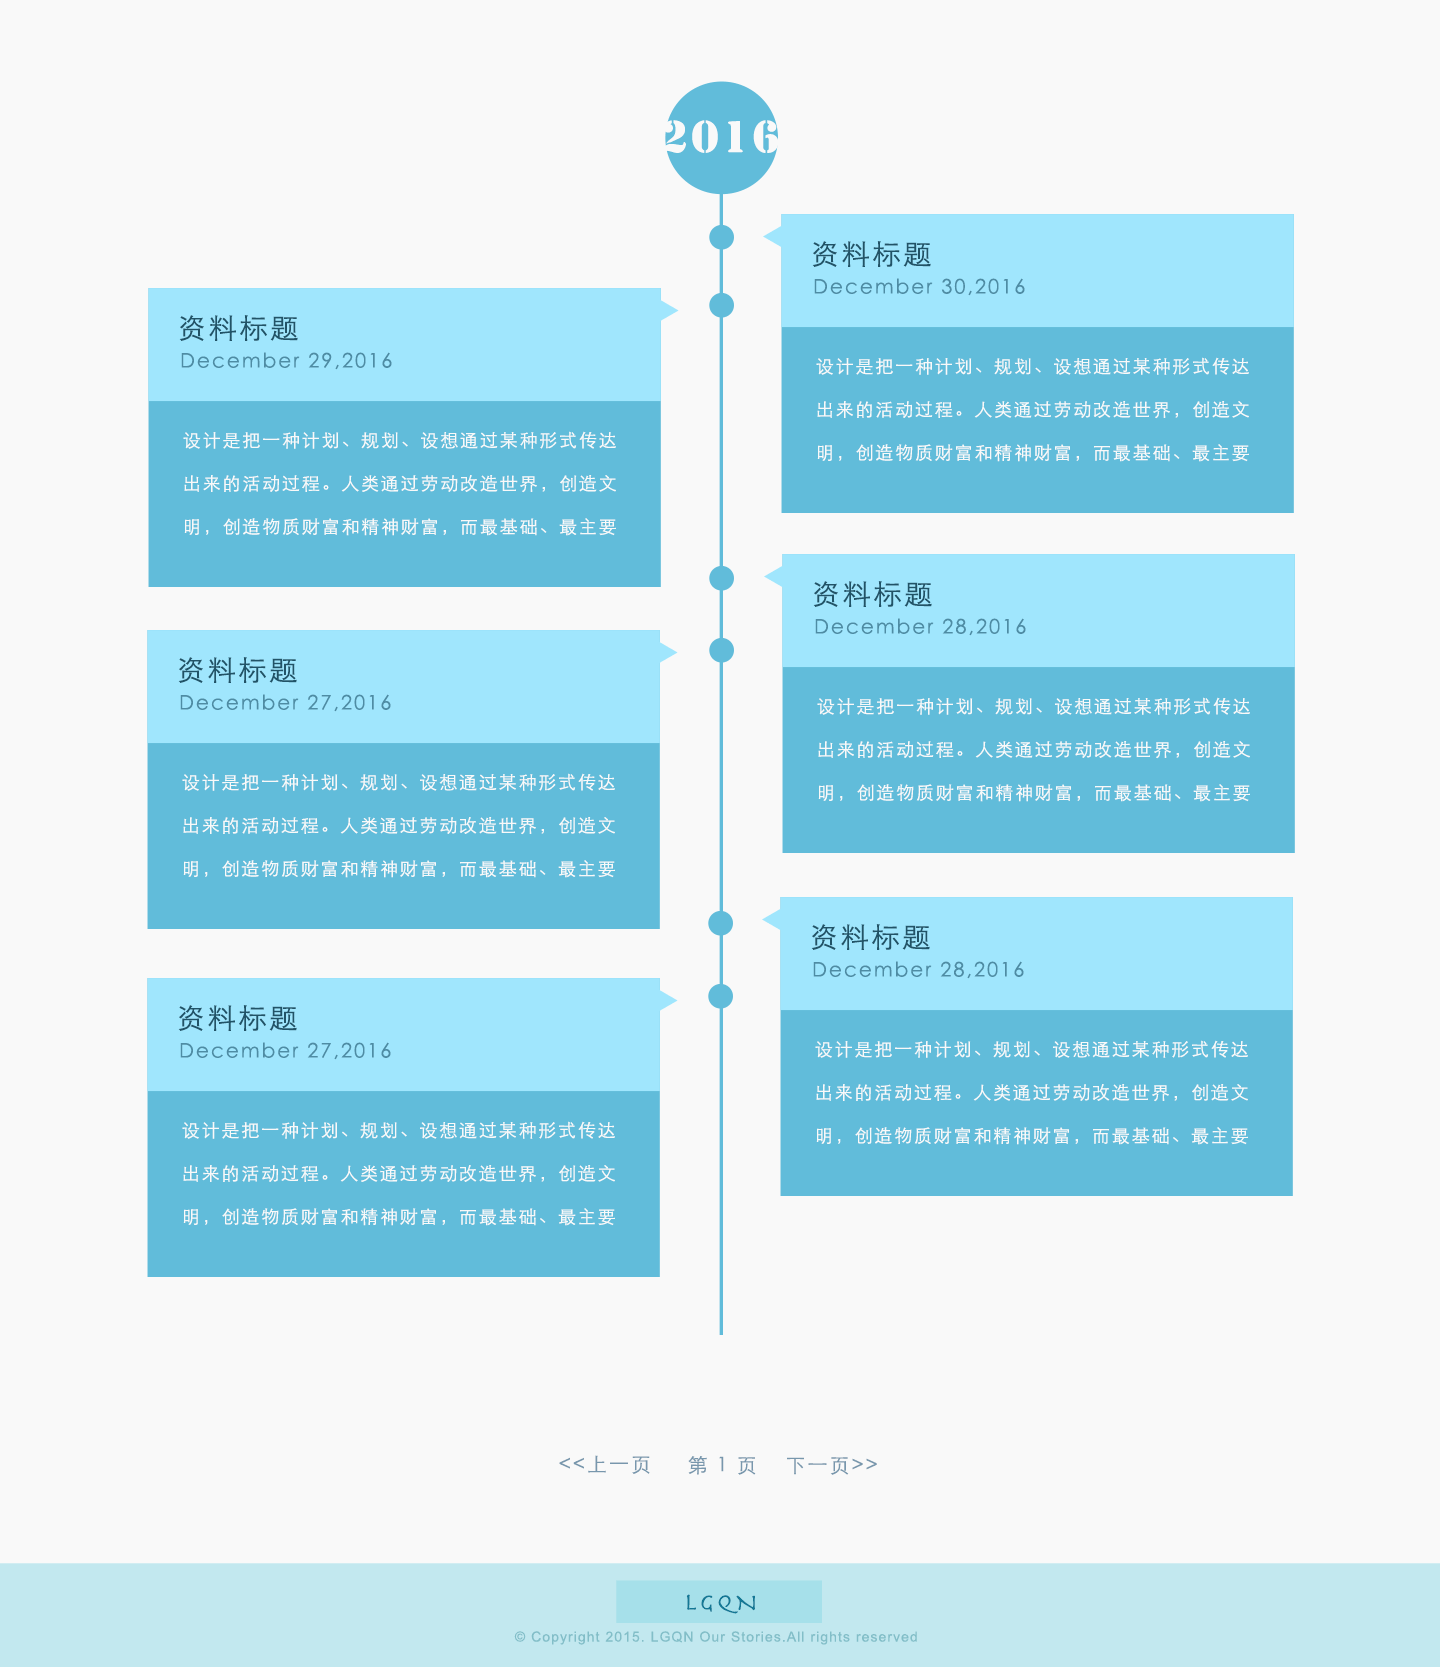 2016
资料标题
December 30,2016
设计是把一种计划、规划、设想通过某种形式传达
出来的活动过程。人类通过劳动改造世界，创造文
明，创造物质财富和精神财富，而最基础、最主要
资料标题
December 29,2016
设计是把一种计划、规划、设想通过某种形式传达
出来的活动过程。人类通过劳动改造世界，创造文
明，创造物质财富和精神财富，而最基础、最主要
资料标题
December 28,2016
设计是把一种计划、规划、设想通过某种形式传达
出来的活动过程。人类通过劳动改造世界，创造文
明，创造物质财富和精神财富，而最基础、最主要
资料标题
December 27,2016
设计是把一种计划、规划、设想通过某种形式传达
出来的活动过程。人类通过劳动改造世界，创造文
明，创造物质财富和精神财富，而最基础、最主要
资料标题
December 28,2016
设计是把一种计划、规划、设想通过某种形式传达
出来的活动过程。人类通过劳动改造世界，创造文
明，创造物质财富和精神财富，而最基础、最主要
资料标题
December 27,2016
设计是把一种计划、规划、设想通过某种形式传达
出来的活动过程。人类通过劳动改造世界，创造文
明，创造物质财富和精神财富，而最基础、最主要
<<上一页 第 1 页 下一页>>
LGQN
© Copyright 2015. LGQN Our Stories.All rights reserved